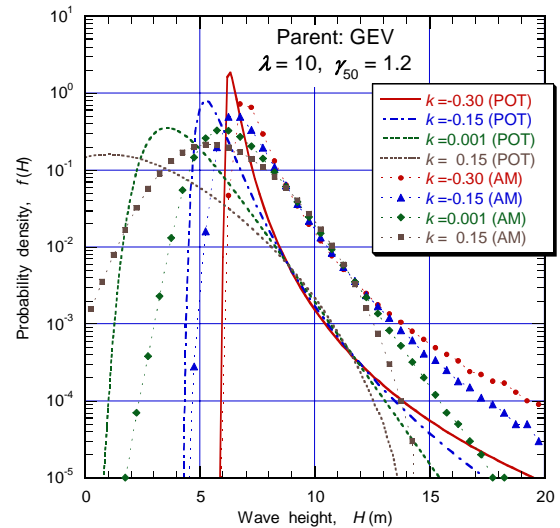 Parent: GEV
λ = 10, γ50 = 1.2
k =-0.30 (POT)
k =-0.15 (POT)
k =0.001 (POT)
k = 0.15 (POT)
k =-0.30 (AM)
k =-0.15 (AM)
k =0.001 (AM)
k = 0.15 (AM)
Probability density, f (H)
10^1
10^0
10^-1
10^-2
10^-3
10^-4
10^-5
0 5 10 15 20
Wave height, H (m)